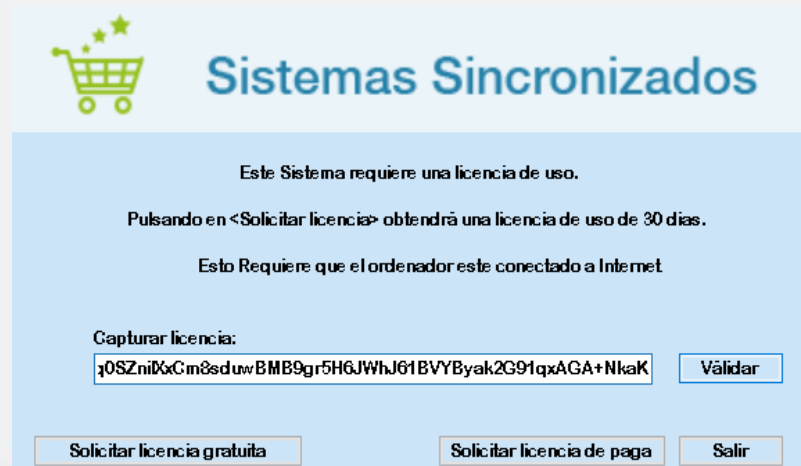 Sistemas Sincronizados
Este Sistema requiere una licencia de uso.
Pulsando en <Solicitar licencia> obtendrá una licencia de uso de 30 dias.
Esto Requiere que el ordenador este conectado a Internet
Capturar licencia:
Válidar
Solicitar licencia gratuita
Solicitar licencia de paga
Salir